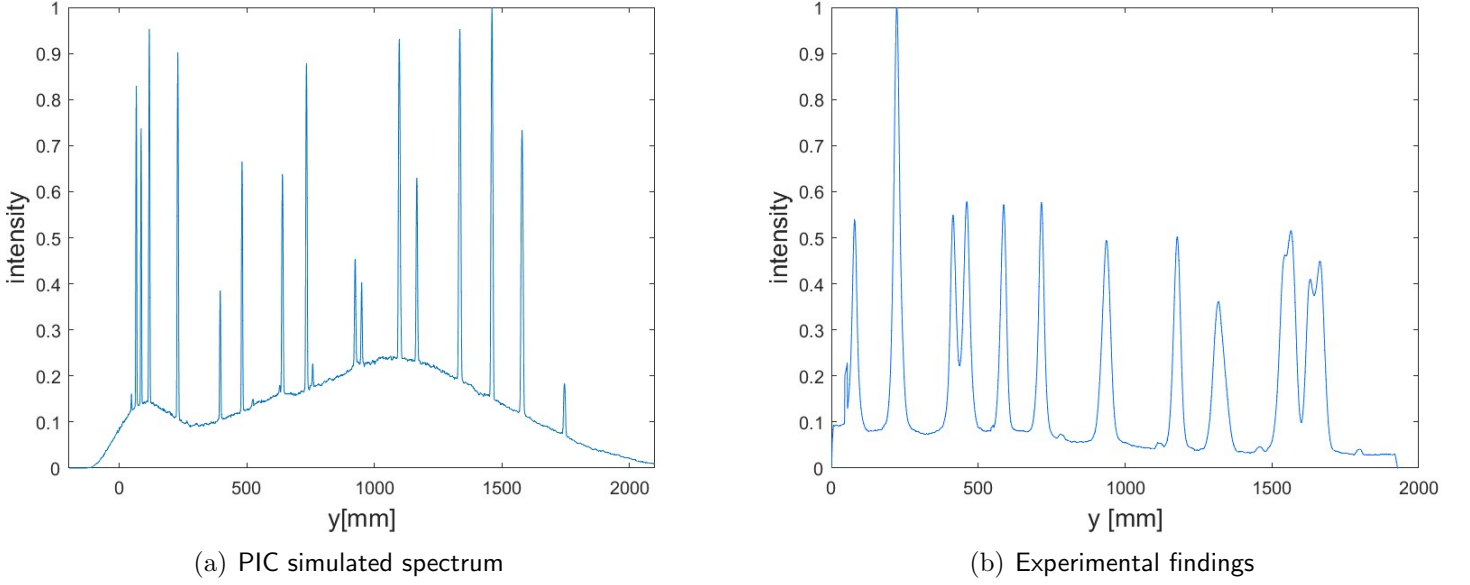 1
0.9
0.8
0.7
0.6
0.5
0.4
0.3
0.2
0.1
0
intensity
0 500 1000 1500 2000
y[mm]
(a) PIC simulated spectrum
1
0.9
0.8
0.7
0.6
0.5
0.4
0.3
0.2
0.1
0
intensity
0 500 1000 1500 2000
y [mm]
(b) Experimental findings